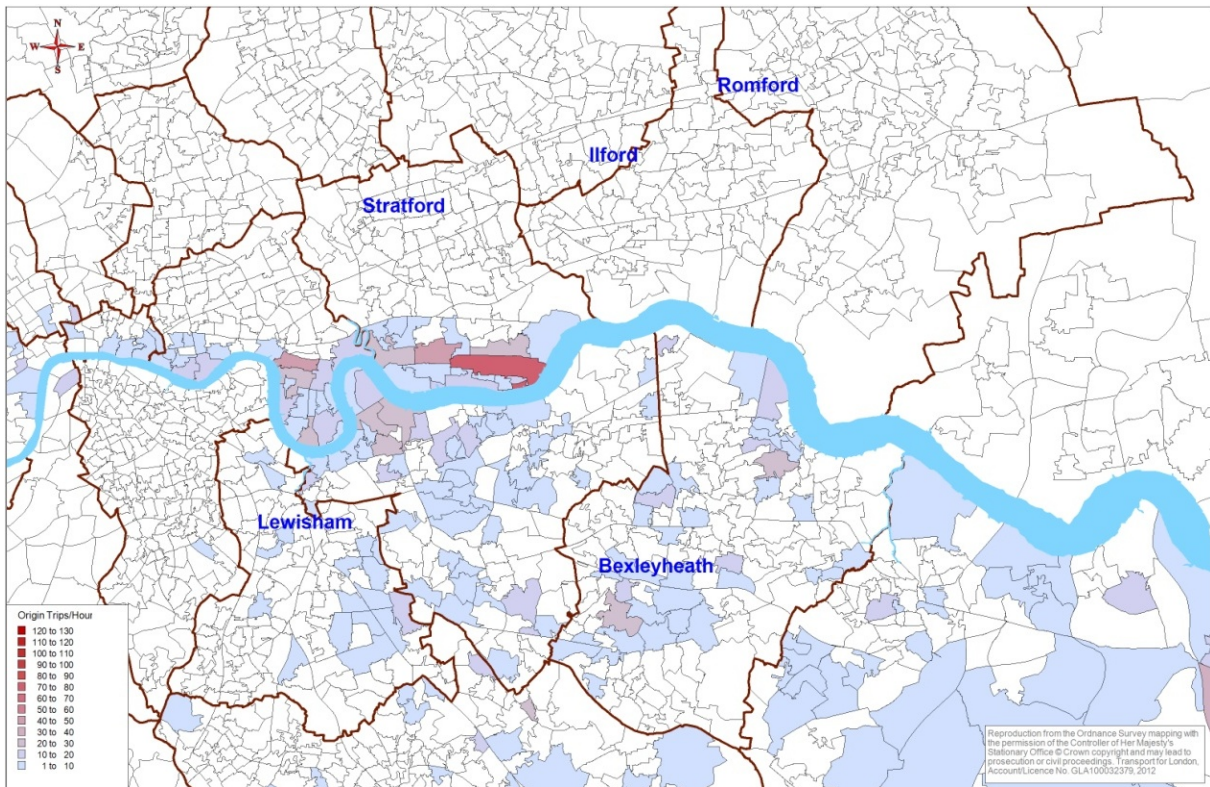 N
W E
S
Romford
Ilford
Stratford
Lewisham
Bexleyheath
Origin Trips/Hour
120 to 130
110 to 120
100 to 110
90 to 100
80 to 90
70 to 80
60 to 70
50 to 60
40 to 50
30 to 40
20 to 30
10 to 20
1 to 10
Reproduction from the Ordnance Survey mapping with
the permission of the Controller of Her Majesty's
Stationary Office © Crown copyright and may lead to
prosecution or civil proceedings. Transport for London,
Account/Licence No. GLA100032379, 2012